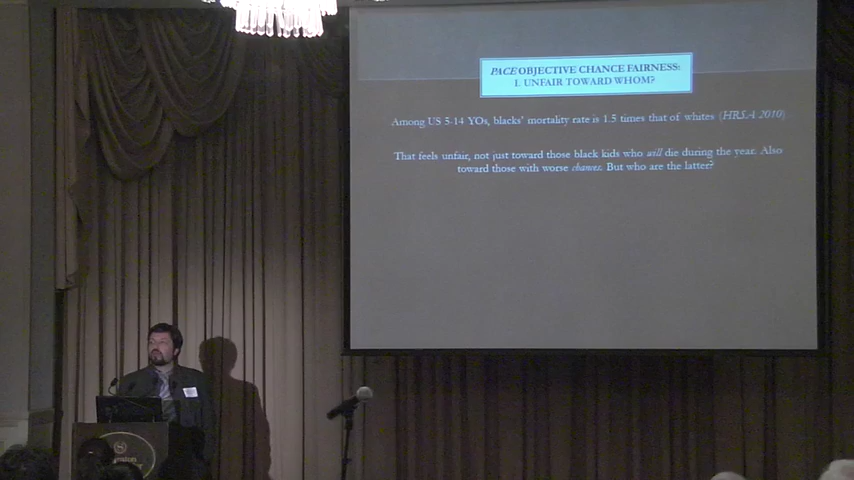 PACE OBJECTIVE CHANCE FAIRNESS:
I. UNFAIR TOWARD WHOM?
Among US 5-14 YOs, blacks' mortality rate is 1.5 times that of whites (HRSA 2010)
That feels unfair, not just toward those black kids who will die during the year. Also
toward those with worse chances. But who are the latter?